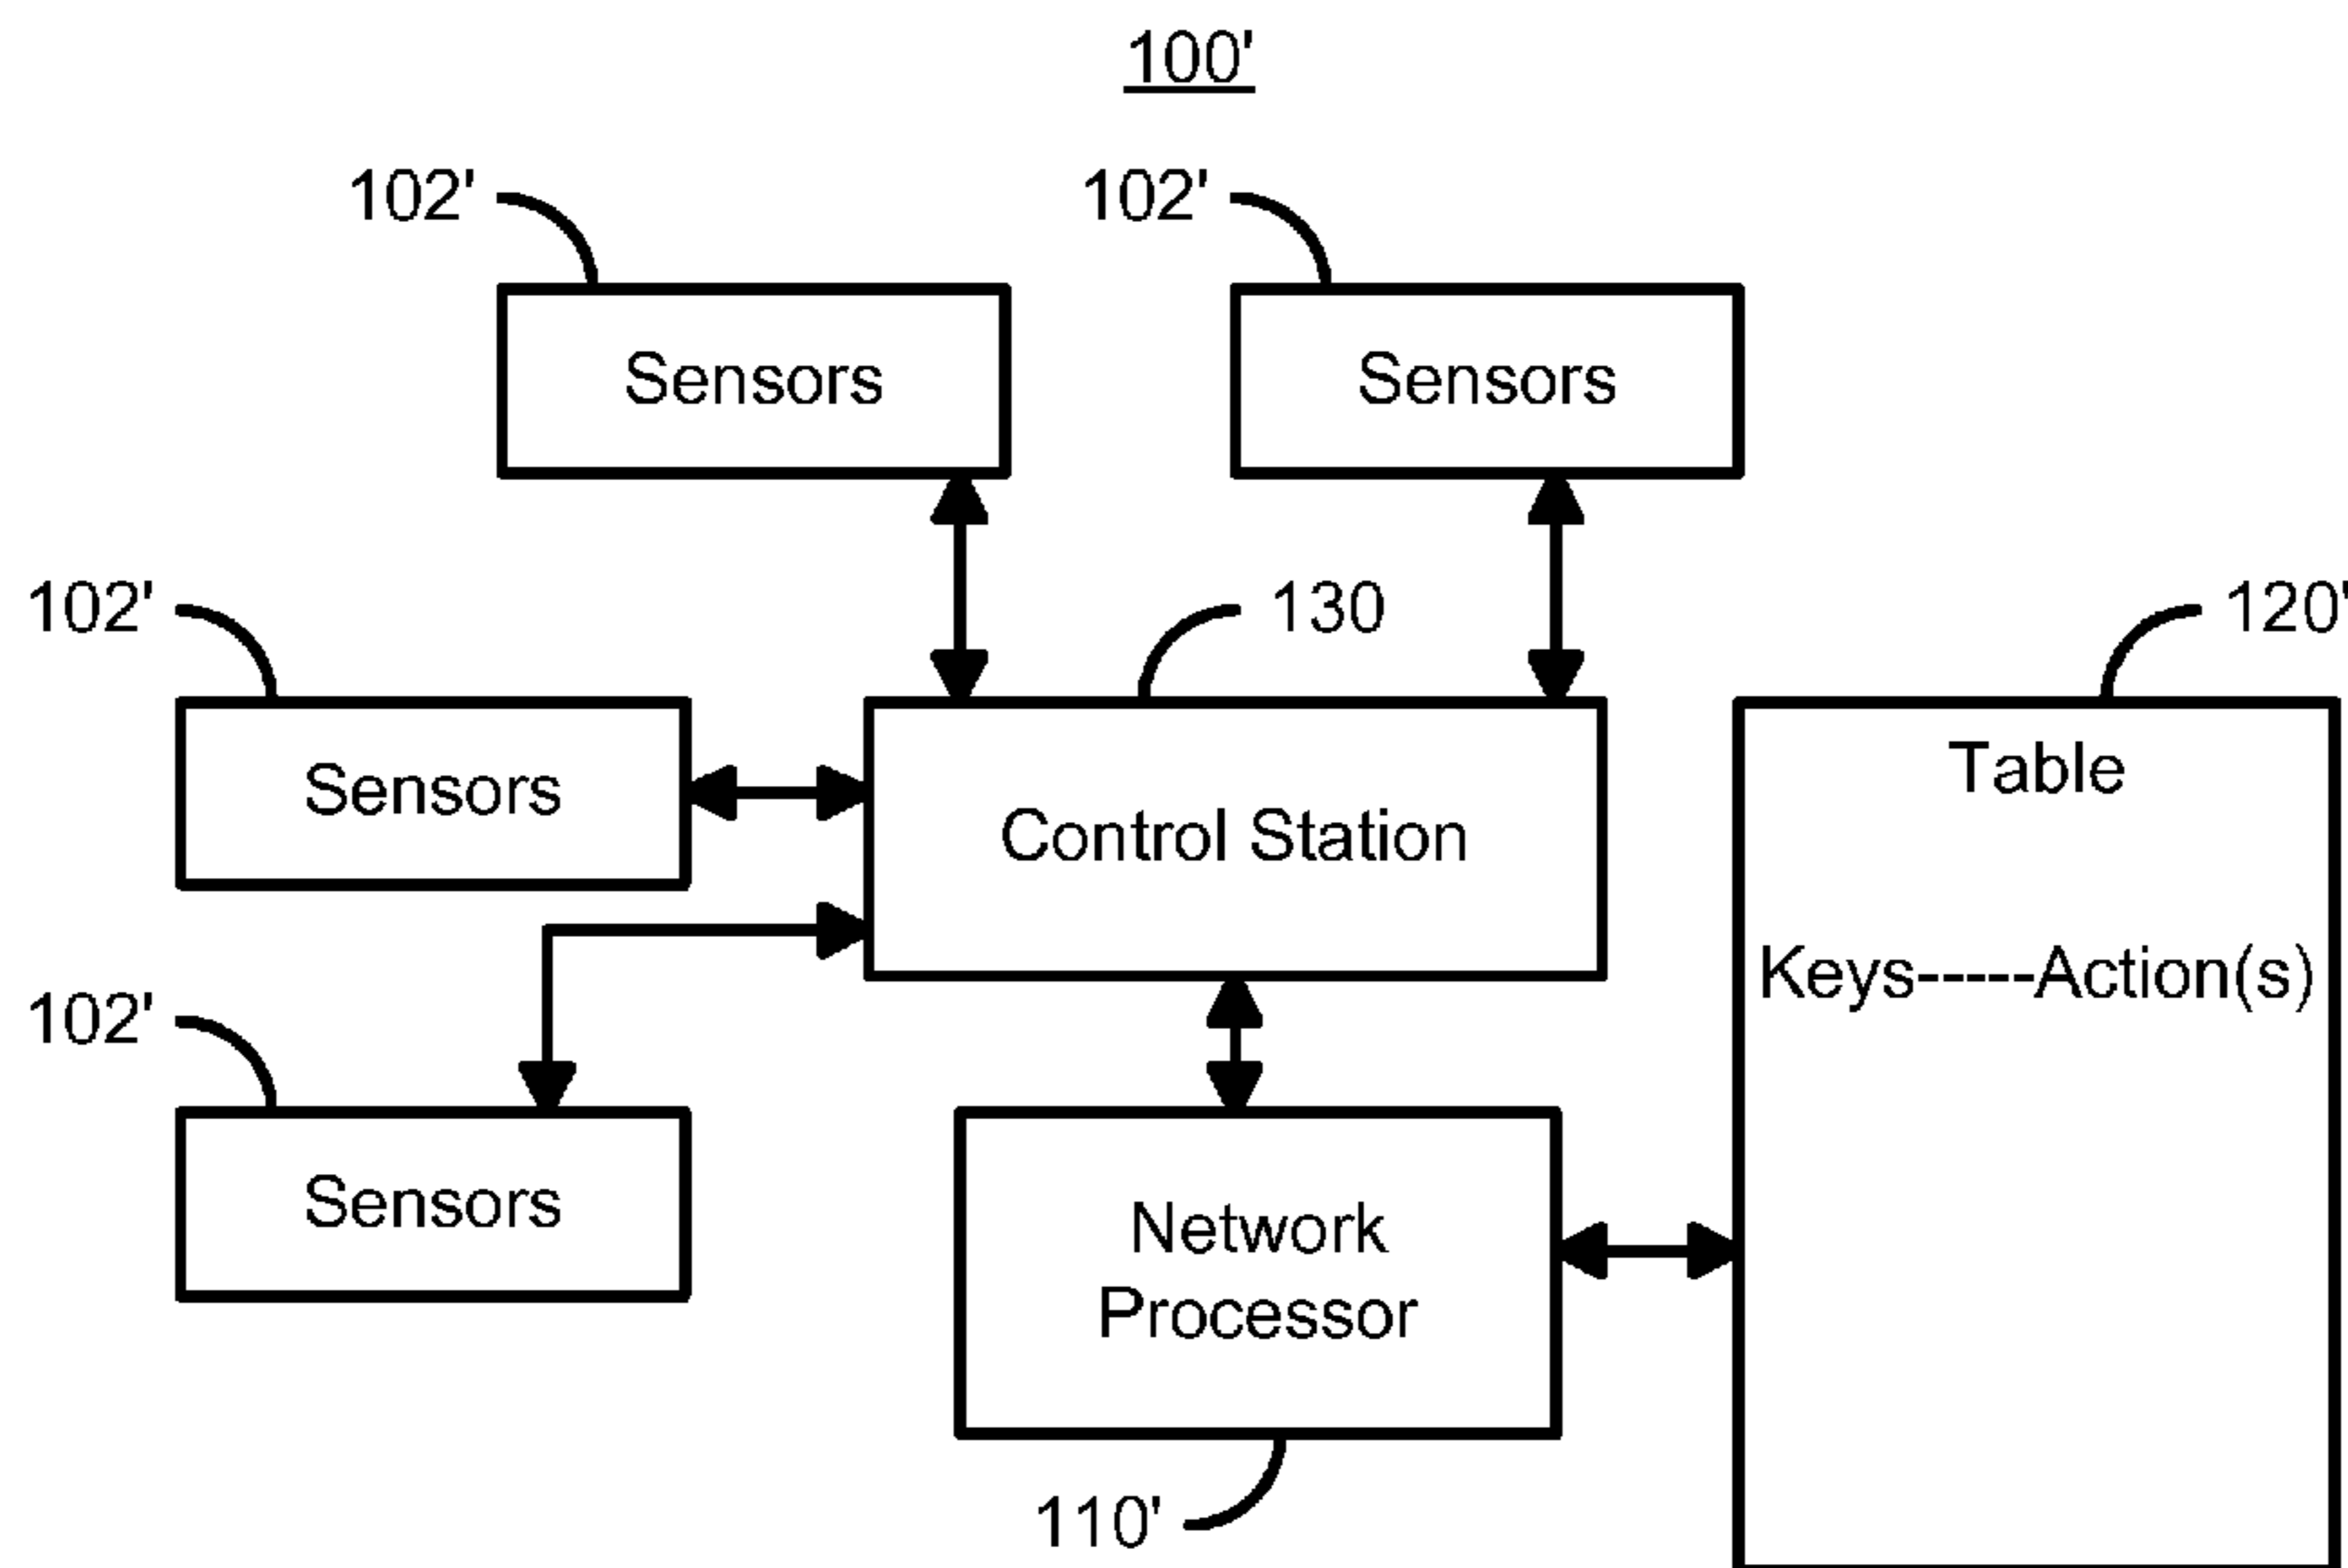 100'
102'
102'
Sensors
Sensors
102'
130
120'
Sensors
Control Station
Table
Keys-----Action(s)
102'
Sensors
Network
Processor
110'